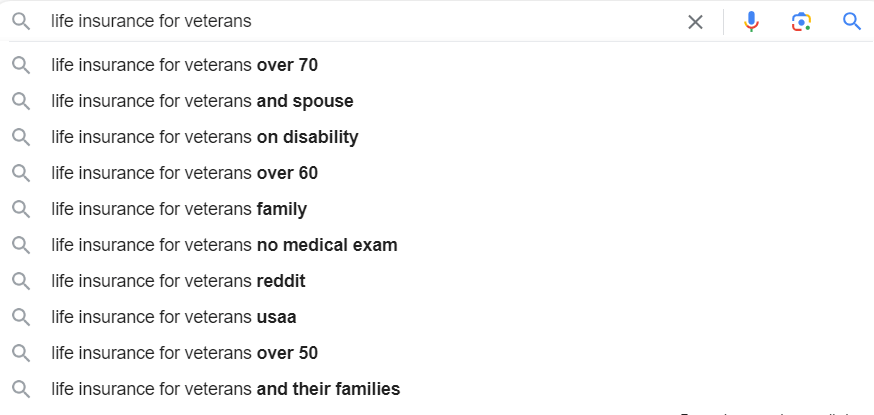 life insurance for veterans
life insurance for veterans over 70
life insurance for veterans and spouse
life insurance for veterans on disability
life insurance for veterans over 60
life insurance for veterans family
life insurance for veterans no medical exam
life insurance for veterans reddit
life insurance for veterans usaa
life insurance for veterans over 50
life insurance for veterans and their families